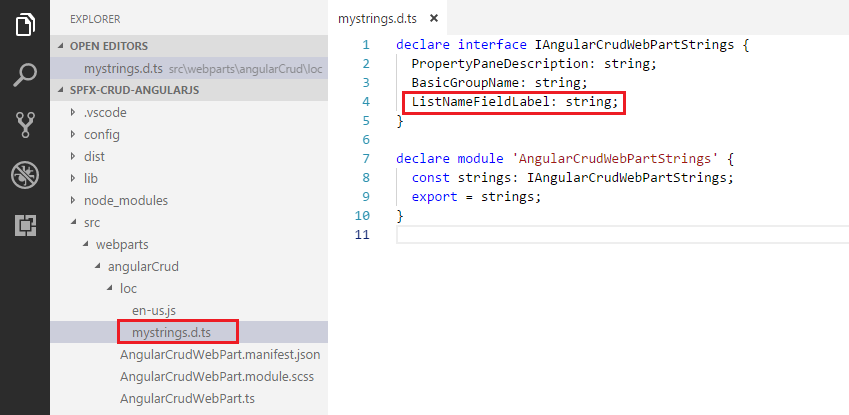 EXPLORER
OPEN EDITORS
mystrings.d.ts src\webparts\angularCrud\loc
SPFX-CRUD-ANGULARJS
.vscode
config
dist
lib
node_modules
src
webparts
angularCrud
loc
en-us.js
mystrings.d.ts
AngularCrudWebPart.manifest.json
AngularCrudWebPart.module.scss
AngularCrudWebPart.ts
mystrings.d.ts ×
1 declare interface IAngularCrudWebPartStrings {
2 PropertyPaneDescription: string;
3 BasicGroupName: string;
4 ListNameFieldLabel: string;
5 }
6
7 declare module 'AngularCrudWebPartStrings' {
8 const strings: IAngularCrudWebPartStrings;
9 export = strings;
10 }
11